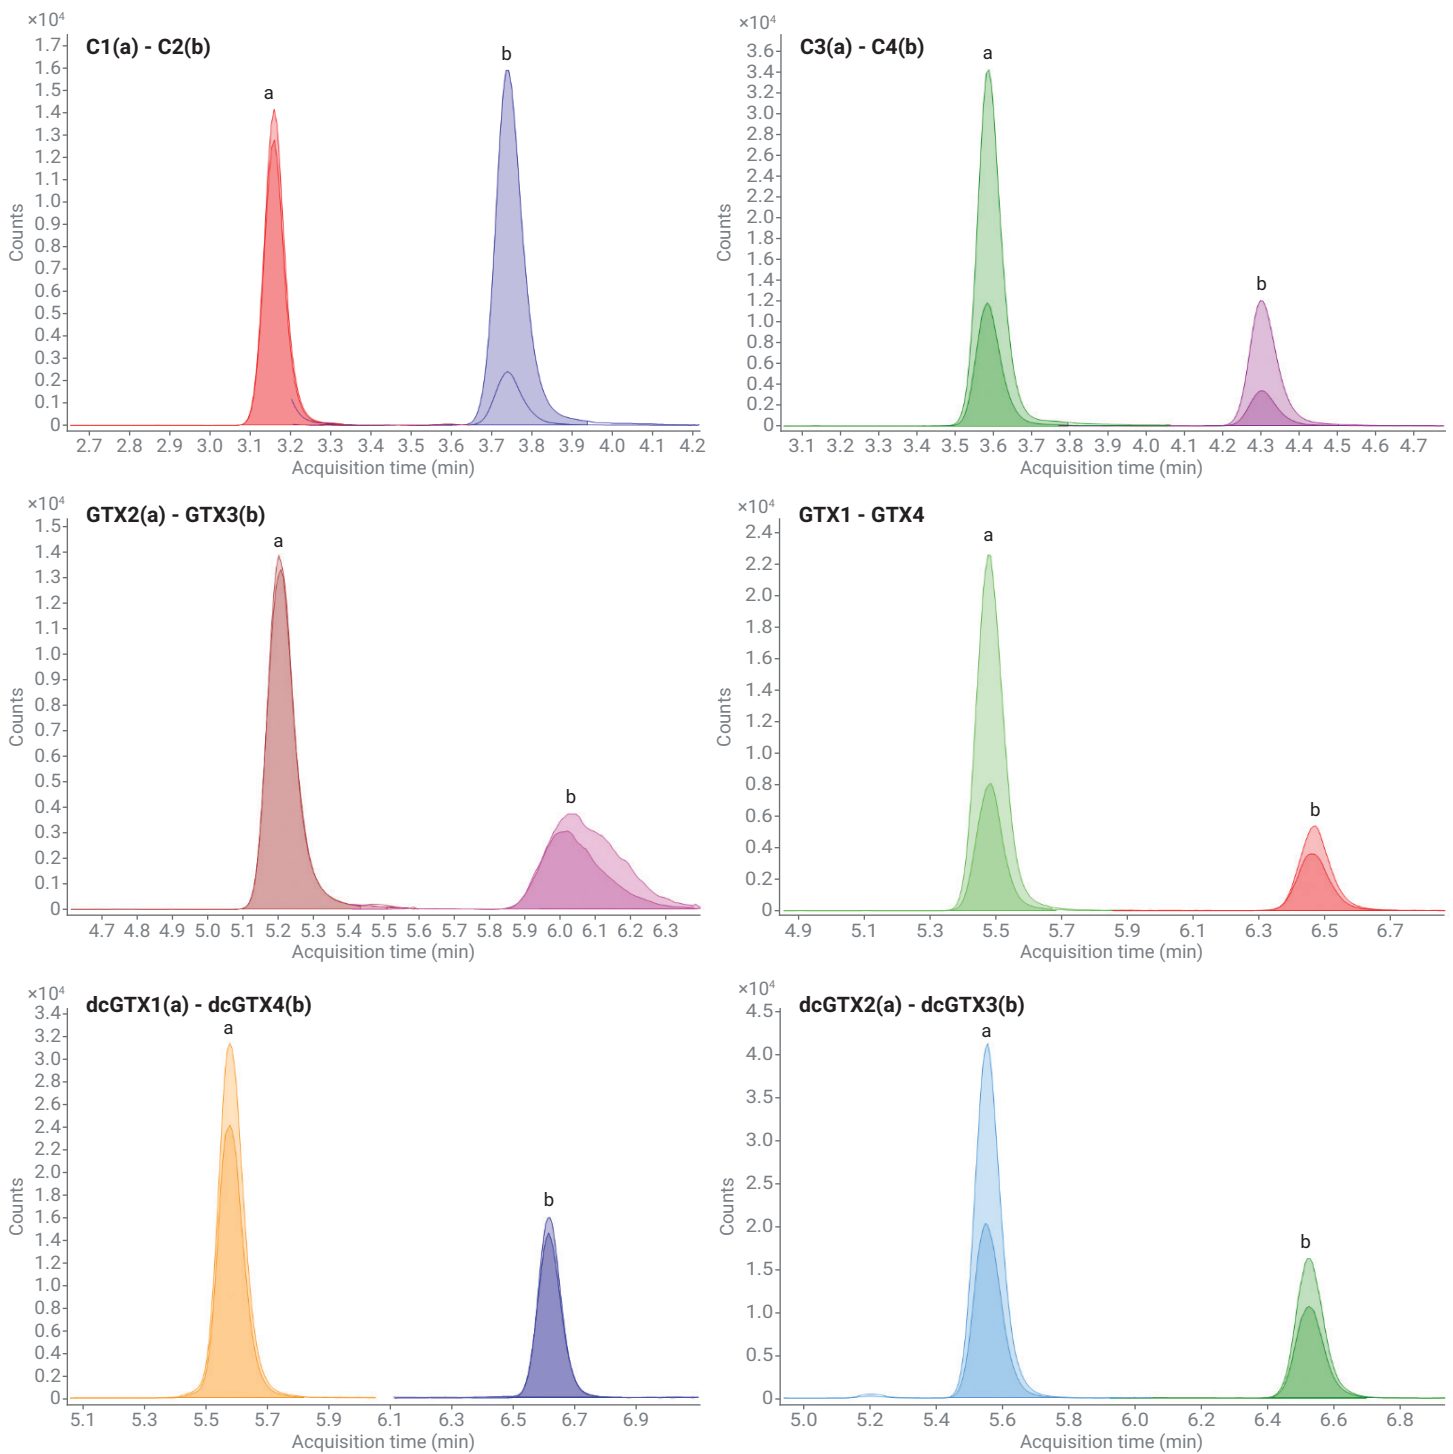 ×10⁴
C1(a) - C2(b)
1.7
1.6
1.5
1.4
1.3
1.2
1.1
1.0
0.9
0.8
0.7
0.6
0.5
0.4
0.3
0.2
0.1
0
Counts
a
b
2.7 2.8 2.9 3.0 3.1 3.2 3.3 3.4 3.5 3.6 3.7 3.8 3.9 4.0 4.1 4.2
Acquisition time (min)
×10⁴
C3(a) - C4(b)
3.6
3.4
3.2
3.0
2.8
2.6
2.4
2.2
2.0
1.8
1.6
1.4
1.2
1.0
0.8
0.6
0.4
0.2
0
Counts
a
b
3.1 3.2 3.3 3.4 3.5 3.6 3.7 3.8 3.9 4.0 4.1 4.2 4.3 4.4 4.5 4.6 4.7
Acquisition time (min)
×10⁴
GTX2(a) - GTX3(b)
1.5
1.4
1.3
1.2
1.1
1.0
0.9
0.8
0.7
0.6
0.5
0.4
0.3
0.2
0.1
0
Counts
a
b
4.7 4.8 4.9 5.0 5.1 5.2 5.3 5.4 5.5 5.6 5.7 5.8 5.9 6.0 6.1 6.2 6.3
Acquisition time (min)
×10⁴
GTX1 - GTX4
2.4
2.2
2.0
1.8
1.6
1.4
1.2
1.0
0.8
0.6
0.4
0.2
0
Counts
a
b
4.9 5.1 5.3 5.5 5.7 5.9 6.1 6.3 6.5 6.7
Acquisition time (min)
×10⁴
dcGTX1(a) - dcGTX4(b)
3.4
3.2
3.0
2.8
2.6
2.4
2.2
2.0
1.8
1.6
1.4
1.2
1.0
0.8
0.6
0.4
0.2
0
Counts
a
b
5.1 5.3 5.5 5.7 5.9 6.1 6.3 6.5 6.7 6.9
Acquisition time (min)
×10⁴
dcGTX2(a) - dcGTX3(b)
4.5
4.0
3.5
3.0
2.5
2.0
1.5
1.0
0.5
0
Counts
a
b
5.0 5.2 5.4 5.6 5.8 6.0 6.2 6.4 6.6 6.8
Acquisition time (min)